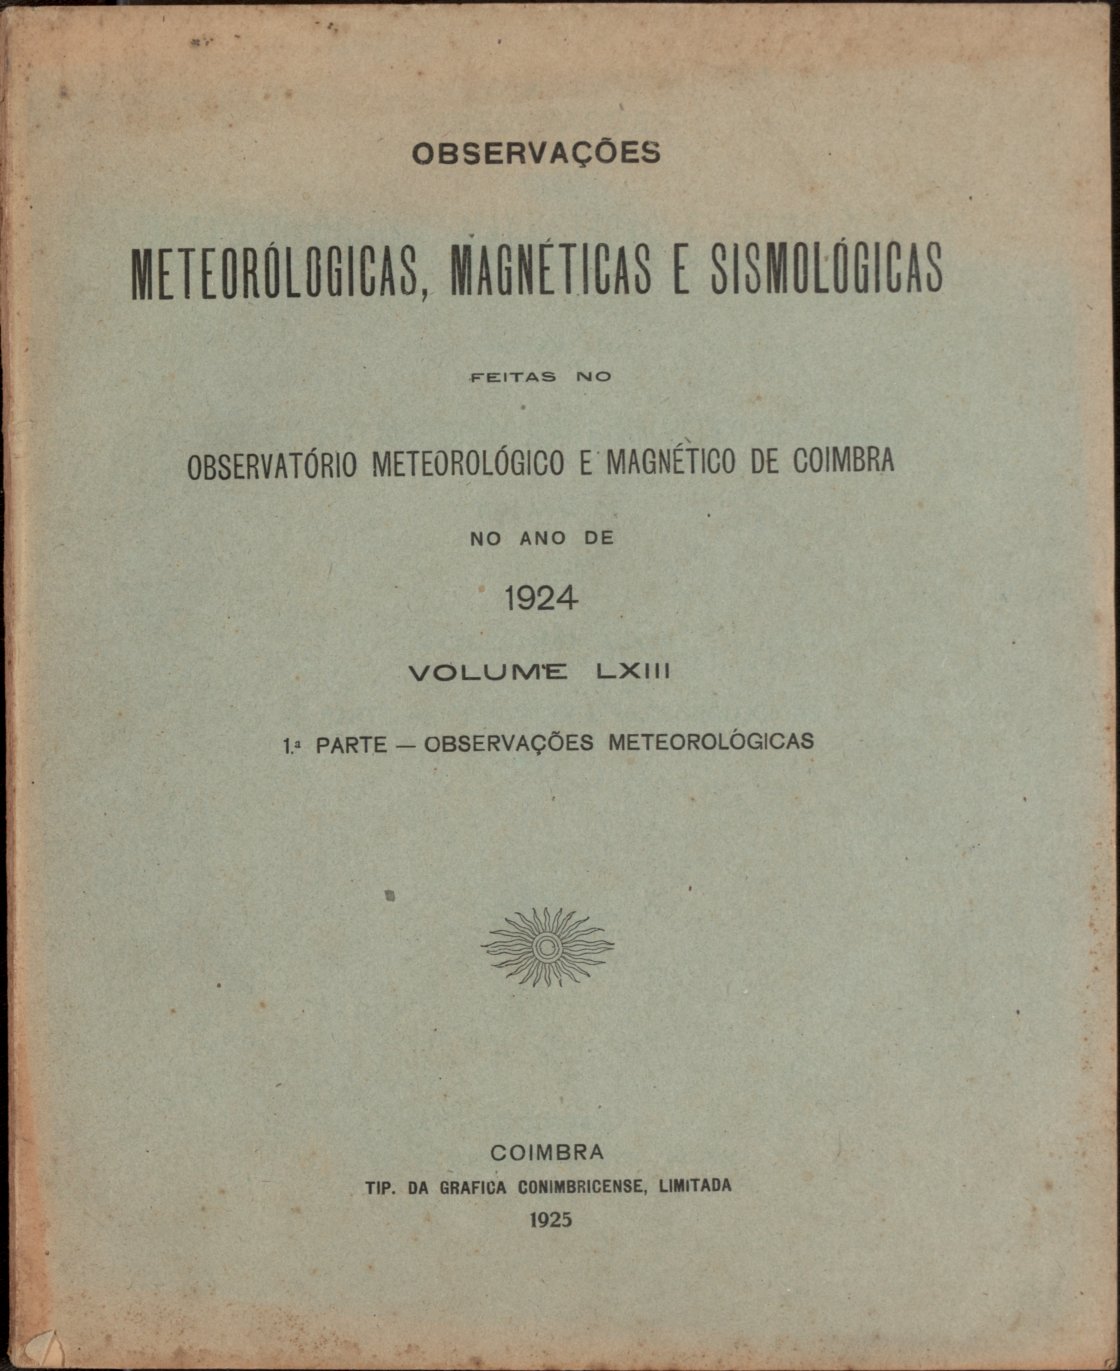 OBSERVAÇÕES
METEORÓLOGICAS, MAGNÉTICAS E SISMOLÓGICAS
FEITAS NO
OBSERVATÓRIO METEOROLÓGICO E MAGNÉTICO DE COIMBRA
NO ANO DE
1924
VOLUME LXIII
1.ª PARTE — OBSERVAÇÕES METEOROLÓGICAS
COIMBRA
TIP. DA GRAFICA CONIMBRICENSE, LIMITADA
1925